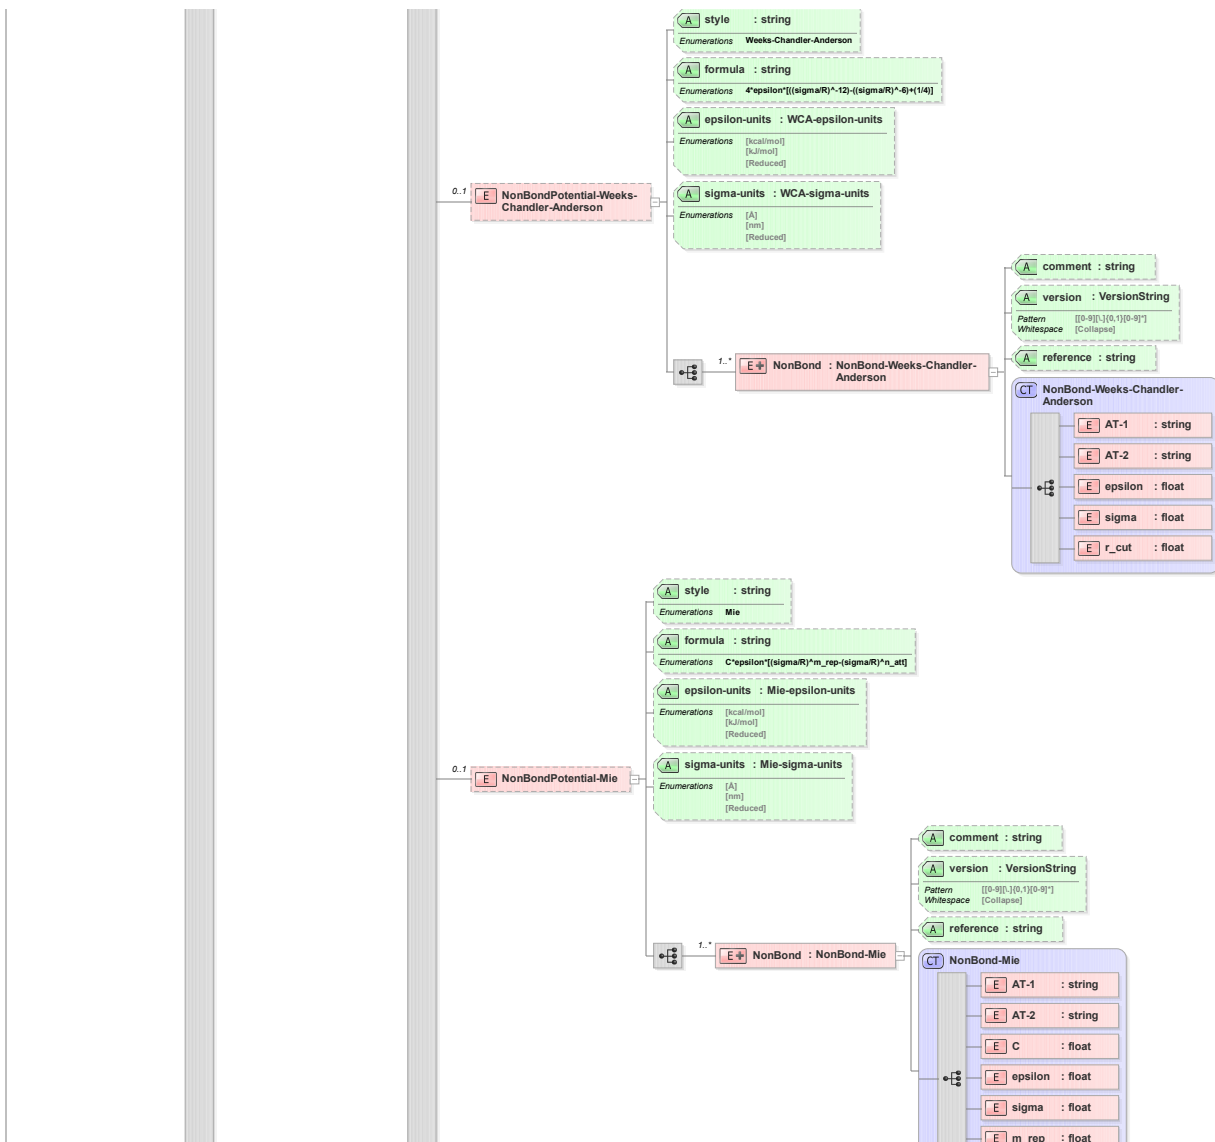 A style : string
Enumerations Weeks-Chandler-Anderson
A formula : string
Enumerations 4*epsilon*[((sigma/R)^-12)-((sigma/R)^-6)+(1/4)]
A epsilon-units : WCA-epsilon-units
Enumerations [kcal/mol]
[kJ/mol]
[Reduced]
0..1
E NonBondPotential-Weeks-
Chandler-Anderson
A sigma-units : WCA-sigma-units
Enumerations [Å]
[nm]
[Reduced]
A comment : string
A version : VersionString
Pattern [[0-9][\.]{0,1}[0-9]*]
Whitespace [Collapse]
A reference : string
1..*
E+ NonBond : NonBond-Weeks-Chandler-
Anderson
CT NonBond-Weeks-Chandler-
Anderson
E AT-1 : string
E AT-2 : string
E epsilon : float
E sigma : float
E r_cut : float
A style : string
Enumerations Mie
A formula : string
Enumerations C*epsilon*[(sigma/R)^m_rep-(sigma/R)^n_att]
A epsilon-units : Mie-epsilon-units
Enumerations [kcal/mol]
[kJ/mol]
[Reduced]
0..1
E NonBondPotential-Mie
A sigma-units : Mie-sigma-units
Enumerations [Å]
[nm]
[Reduced]
A comment : string
A version : VersionString
Pattern [[0-9][\.]{0,1}[0-9]*]
Whitespace [Collapse]
A reference : string
1..*
E+ NonBond : NonBond-Mie
CT NonBond-Mie
E AT-1 : string
E AT-2 : string
E C : float
E epsilon : float
E sigma : float
E m_rep : float